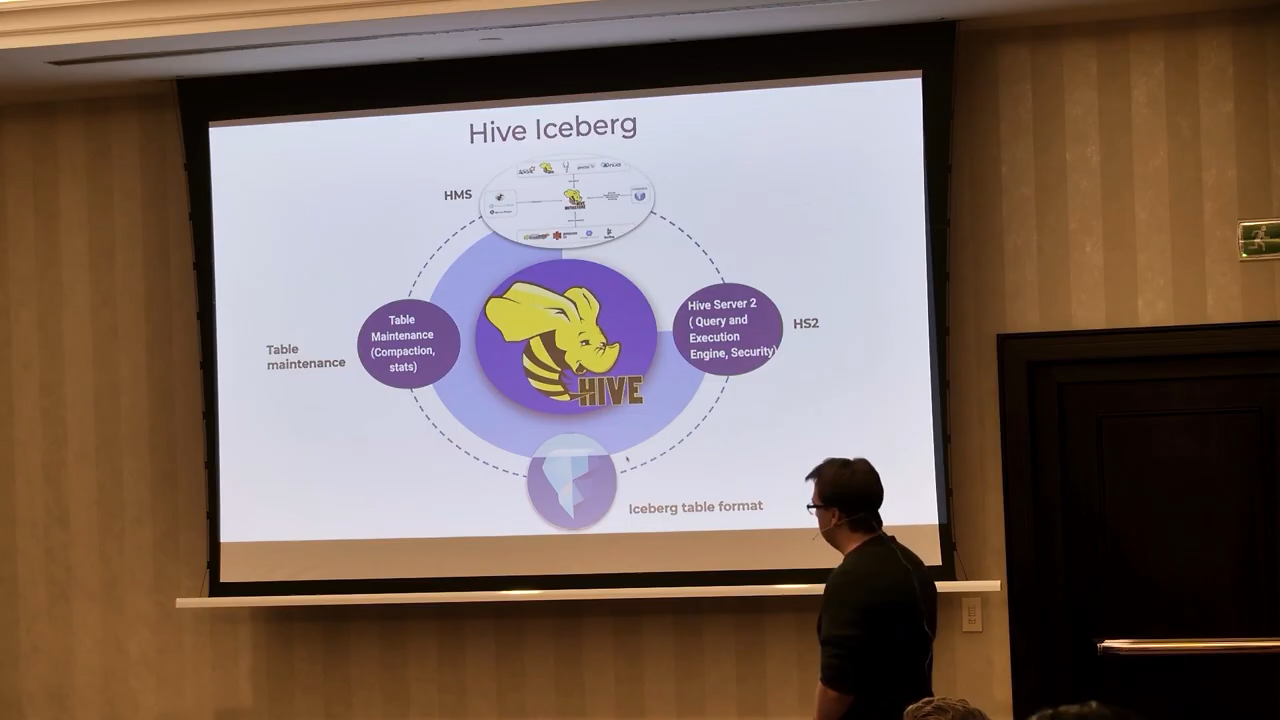 Hive Iceberg
HMS
HIVE
Table
Maintenance
(Compaction,
stats)
Table
maintenance
Hive Server 2
( Query and
Execution
Engine, Security)
HS2
HIVE
Iceberg table format